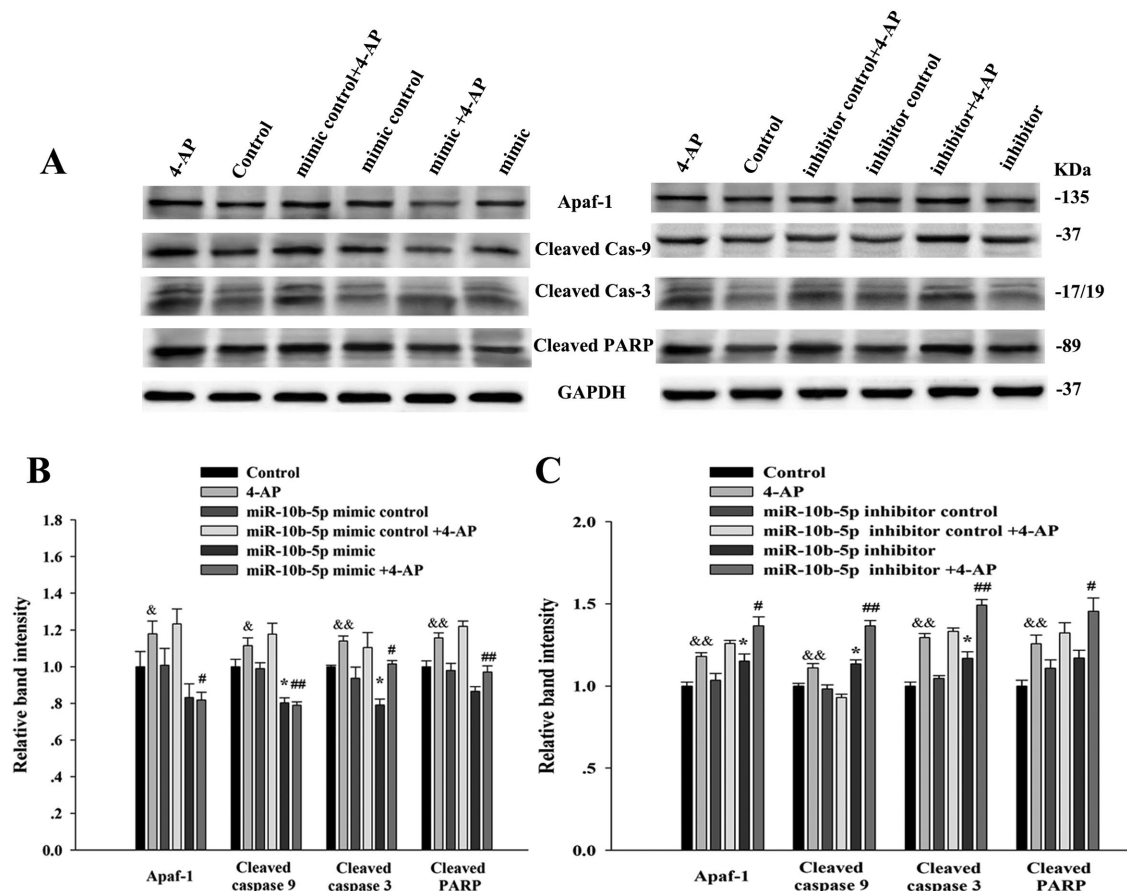 A
4-AP
Control
mimic control+4-AP
mimic control
mimic +4-AP
mimic
4-AP
Control
inhibitor control+4-AP
inhibitor control
inhibitor+4-AP
inhibitor
KDa
Apaf-1
-135
Cleaved Cas-9
-37
Cleaved Cas-3
-17/19
Cleaved PARP
-89
GAPDH
-37
B
Control
4-AP
miR-10b-5p mimic control
miR-10b-5p mimic control +4-AP
miR-10b-5p mimic
miR-10b-5p mimic +4-AP
Relative band intensity
1.8
1.6
1.4
1.2
1.0
.8
.6
.4
.2
0.0
&
#
&
*
##
&&
*
#
&&
##
Apaf-1
Cleaved
caspase 9
Cleaved
caspase 3
Cleaved
PARP
C
Control
4-AP
miR-10b-5p inhibitor control
miR-10b-5p inhibitor control +4-AP
miR-10b-5p inhibitor
miR-10b-5p inhibitor +4-AP
Relative band intensity
2.0
1.5
1.0
.5
0.0
&&
*
#
&&
*
##
&&
*
##
&&
#
Apaf-1
Cleaved
caspase 9
Cleaved
caspase 3
Cleaved
PARP